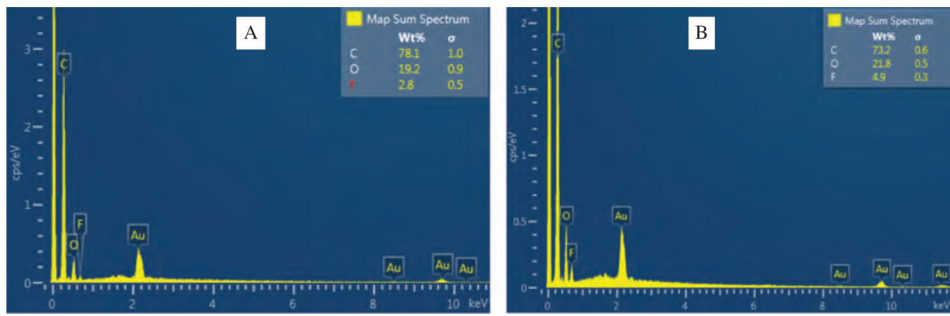 A
Map Sum Spectrum
Wt% σ
C 78.1 1.0
O 19.2 0.9
F 2.8 0.5
3
2
1
0
cps/eV
C
O
F
Au
Au
Au
Au
0 2 4 6 8 10 keV
B
Map Sum Spectrum
Wt% σ
C 73.2 0.6
O 21.8 0.5
F 4.9 0.3
2
1.5
1
0.5
0
cps/eV
C
O
F
Au
Au
Au
Au
Au
0 2 4 6 8 10 keV